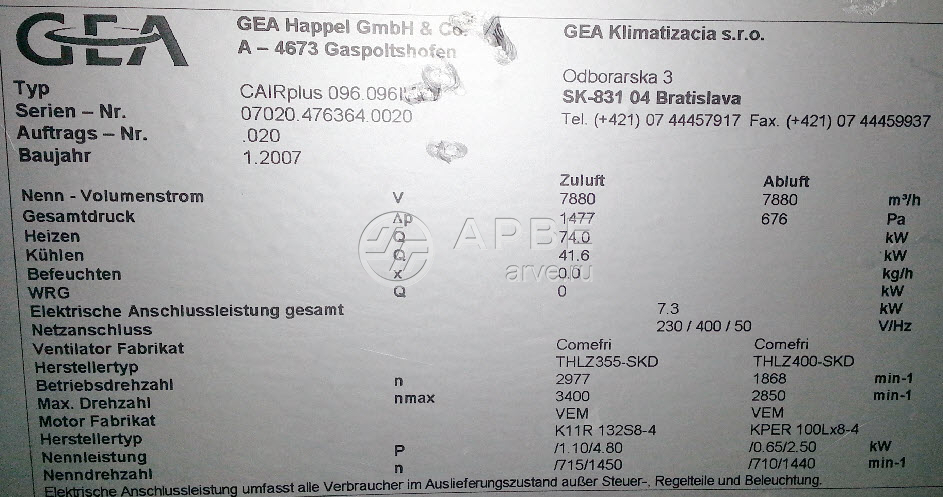 GEA
GEA Happel GmbH & Co.
A – 4673 Gaspoltshofen
GEA Klimatizacia s.r.o.
Odborarska 3
SK-831 04 Bratislava
Tel. (+421) 07 44457917 Fax. (+421) 07 44459937
Typ CAIRplus
Serien – Nr. 07020.476364.0020
Auftrags – Nr. .020
Baujahr 1.2007
Zuluft Abluft
Nenn - Volumenstrom V 7880 7880 m³/h
Gesamtdruck Δp 1477 676 Pa
Heizen Q 74.0 kW
Kühlen Q 41.6 kW
Befeuchten x 0.0 kg/h
WRG Q 0 kW
Elektrische Anschlussleistung gesamt 7.3 kW
Netzanschluss 230 / 400 / 50 V/Hz
Ventilator Fabrikat Comefri Comefri
Herstellertyp THLZ355-SKD THLZ400-SKD
Betriebsdrehzahl n 2977 1868 min-1
Max. Drehzahl nmax 3400 2850 min-1
Motor Fabrikat VEM VEM
Herstellertyp K11R 132S8-4 KPER 100Lx8-4
Nennleistung P /1.10/4.80 /0.65/2.50 kW
Nenndrehzahl n /715/1450 /710/1440 min-1
Elektrische Anschlussleistung umfasst alle Verbraucher im Auslieferungszustand außer Steuer-, Regelteile und Beleuchtung.
АРВЕ
arve.ru